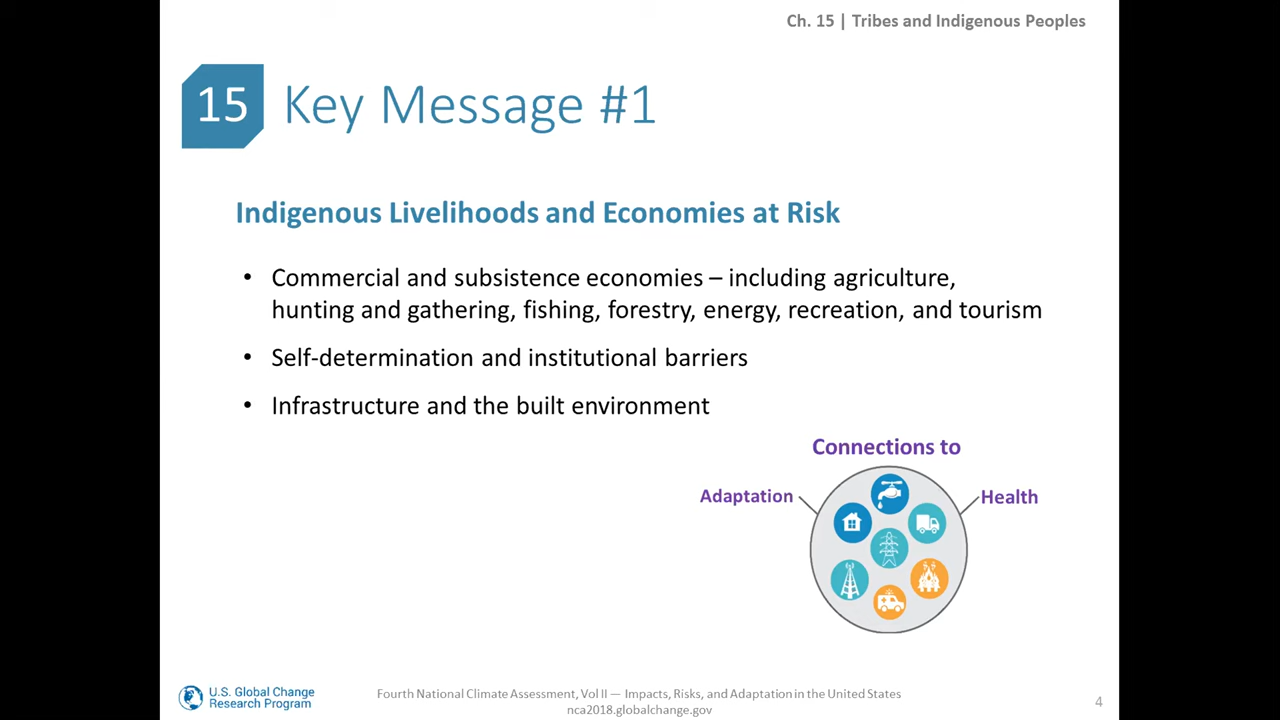 Ch. 15 | Tribes and Indigenous Peoples
15 Key Message #1
Indigenous Livelihoods and Economies at Risk
• Commercial and subsistence economies – including agriculture,
hunting and gathering, fishing, forestry, energy, recreation, and tourism
• Self-determination and institutional barriers
• Infrastructure and the built environment
Connections to
Adaptation
Health
U.S. Global Change
Research Program
Fourth National Climate Assessment, Vol II — Impacts, Risks, and Adaptation in the United States
nca2018.globalchange.gov
4